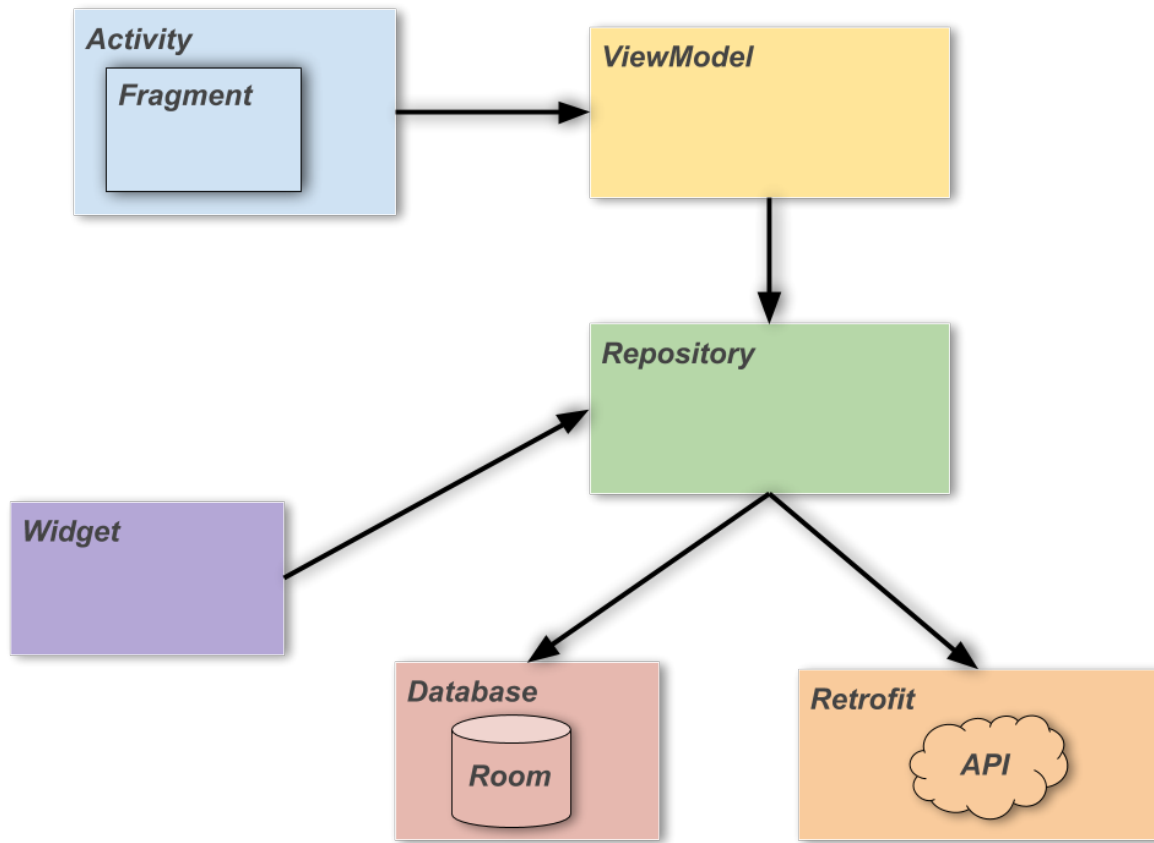 Activity
Fragment
ViewModel
Repository
Widget
Database
Room
Retrofit
API